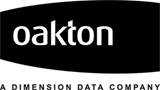 oakton
A DIMENSION DATA COMPANY